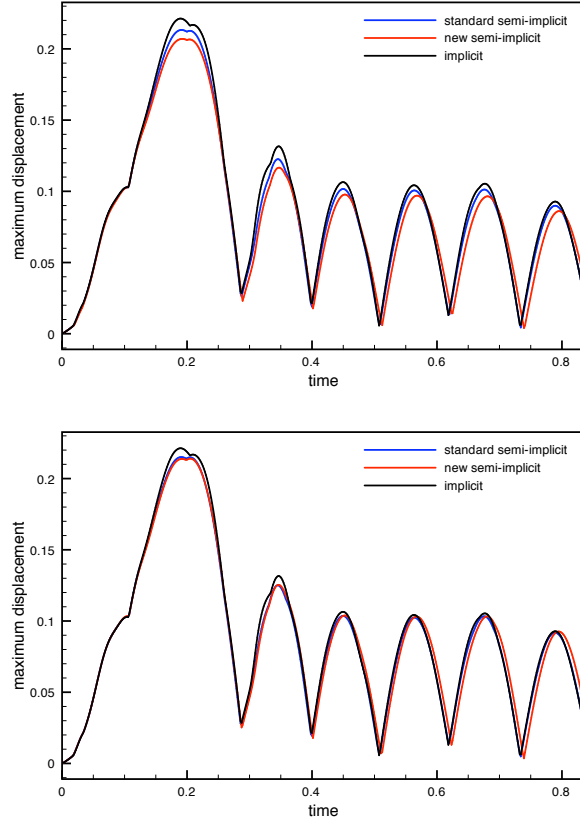 standard semi-implicit
new semi-implicit
implicit
maximum displacement
0.2
0.15
0.1
0.05
0
0 0.2 0.4 0.6 0.8
time
standard semi-implicit
new semi-implicit
implicit
maximum displacement
0.2
0.15
0.1
0.05
0
0 0.2 0.4 0.6 0.8
time